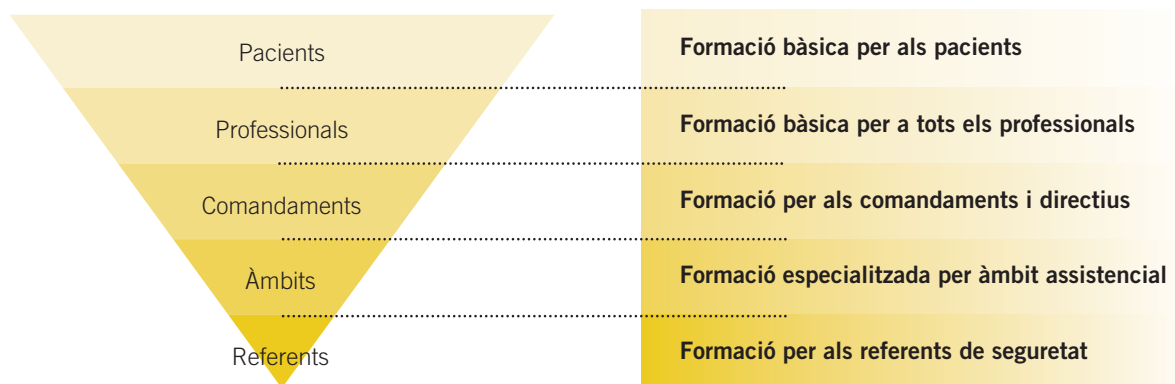 Pacients
Formació bàsica per als pacients
Professionals
Formació bàsica per a tots els professionals
Comandaments
Formació per als comandaments i directius
Àmbits
Formació especialitzada per àmbit assistencial
Referents
Formació per als referents de seguretat